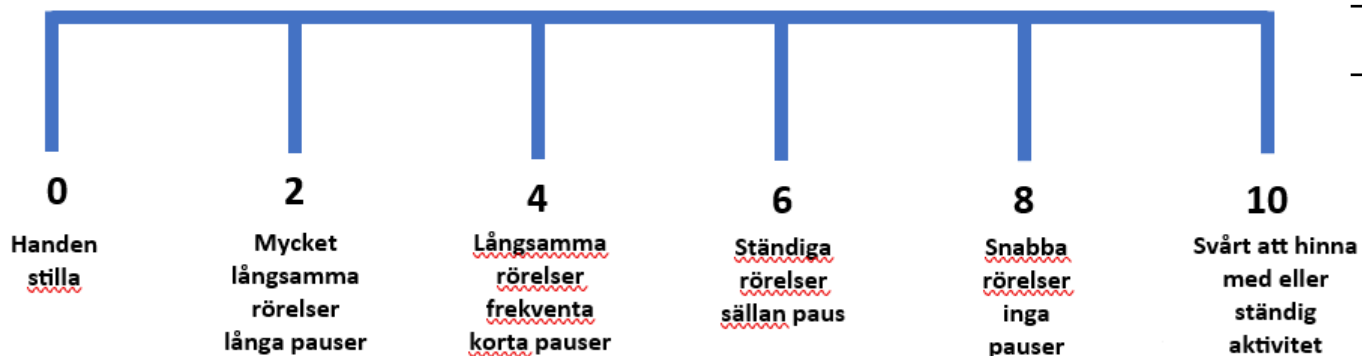 0
Handen
stilla
2
Mycket
långsamma
rörelser
långa pauser
4
Långsamma
rörelser
frekventa
korta pauser
6
Ständiga
rörelser
sällan paus
8
Snabba
rörelser
inga
pauser
10
Svårt att hinna
med eller
ständig
aktivitet